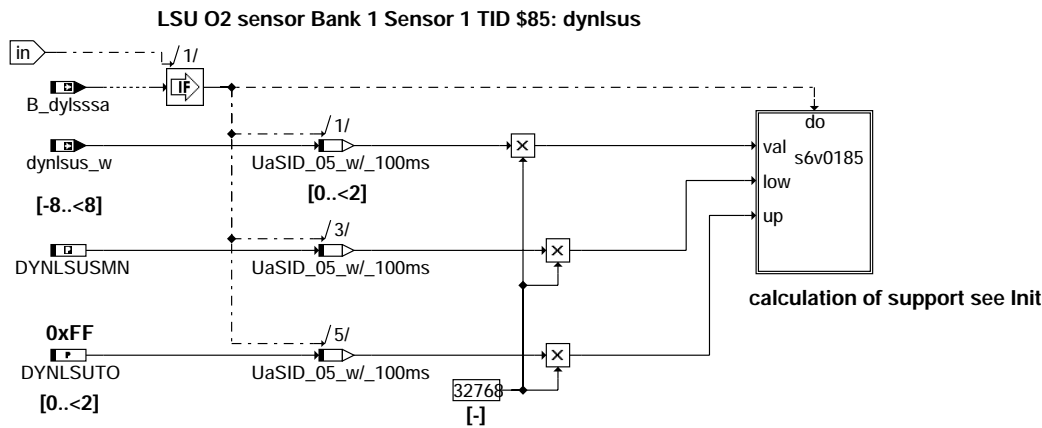 LSU O2 sensor Bank 1 Sensor 1 TID $85: dynlsus
in
/1/
IF
B_dylsssa
do
/1/
val
s6v0185
dynlsus_w
UaSID_05_w/_100ms
[-8..<8]
[0..<2]
low
/3/
up
DYNLSUSMN
UaSID_05_w/_100ms
calculation of support see Init
0xFF
/5/
P
DYNLSUTO
UaSID_05_w/_100ms
[0..<2]
32768
[-]